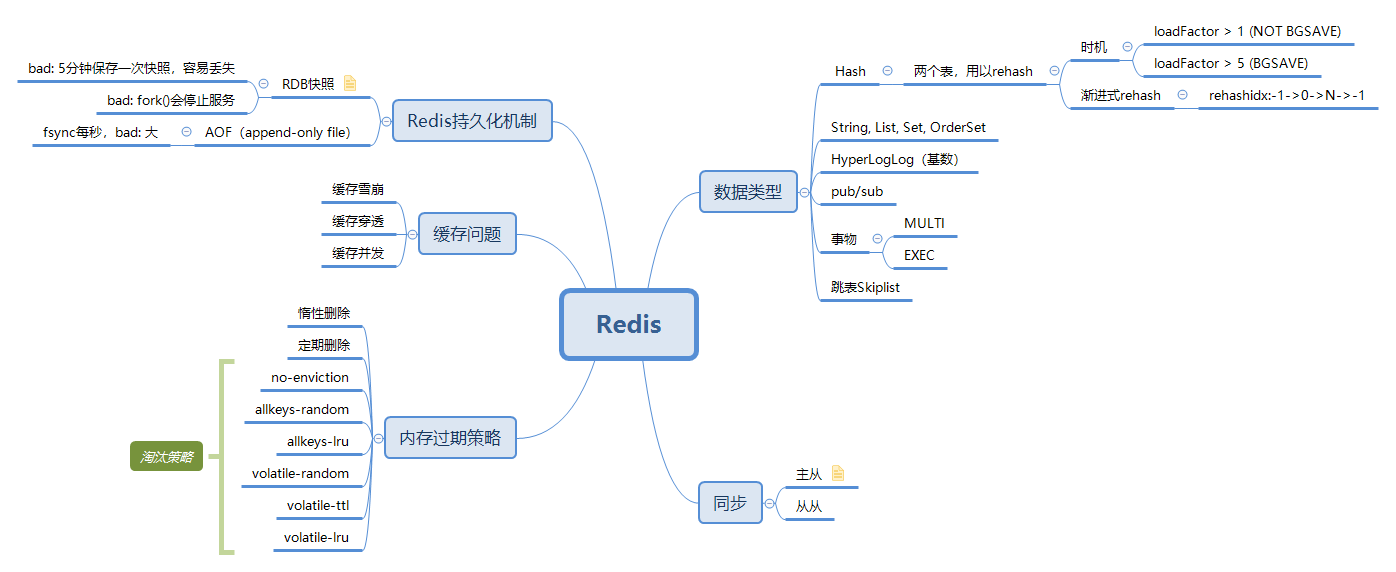 Redis
Redis持久化机制
RDB快照
bad: 5分钟保存一次快照，容易丢失
bad: fork()会停止服务
AOF（append-only file）
fsync每秒，bad: 大
缓存问题
缓存雪崩
缓存穿透
缓存并发
内存过期策略
惰性删除
定期删除
no-enviction
allkeys-random
allkeys-lru
volatile-random
volatile-ttl
volatile-lru
淘汰策略
数据类型
Hash
两个表，用以rehash
时机
loadFactor > 1 (NOT BGSAVE)
loadFactor > 5 (BGSAVE)
渐进式rehash
rehashidx:-1->0->N->-1
String, List, Set, OrderSet
HyperLogLog（基数）
pub/sub
事物
MULTI
EXEC
跳表Skiplist
同步
主从
从从